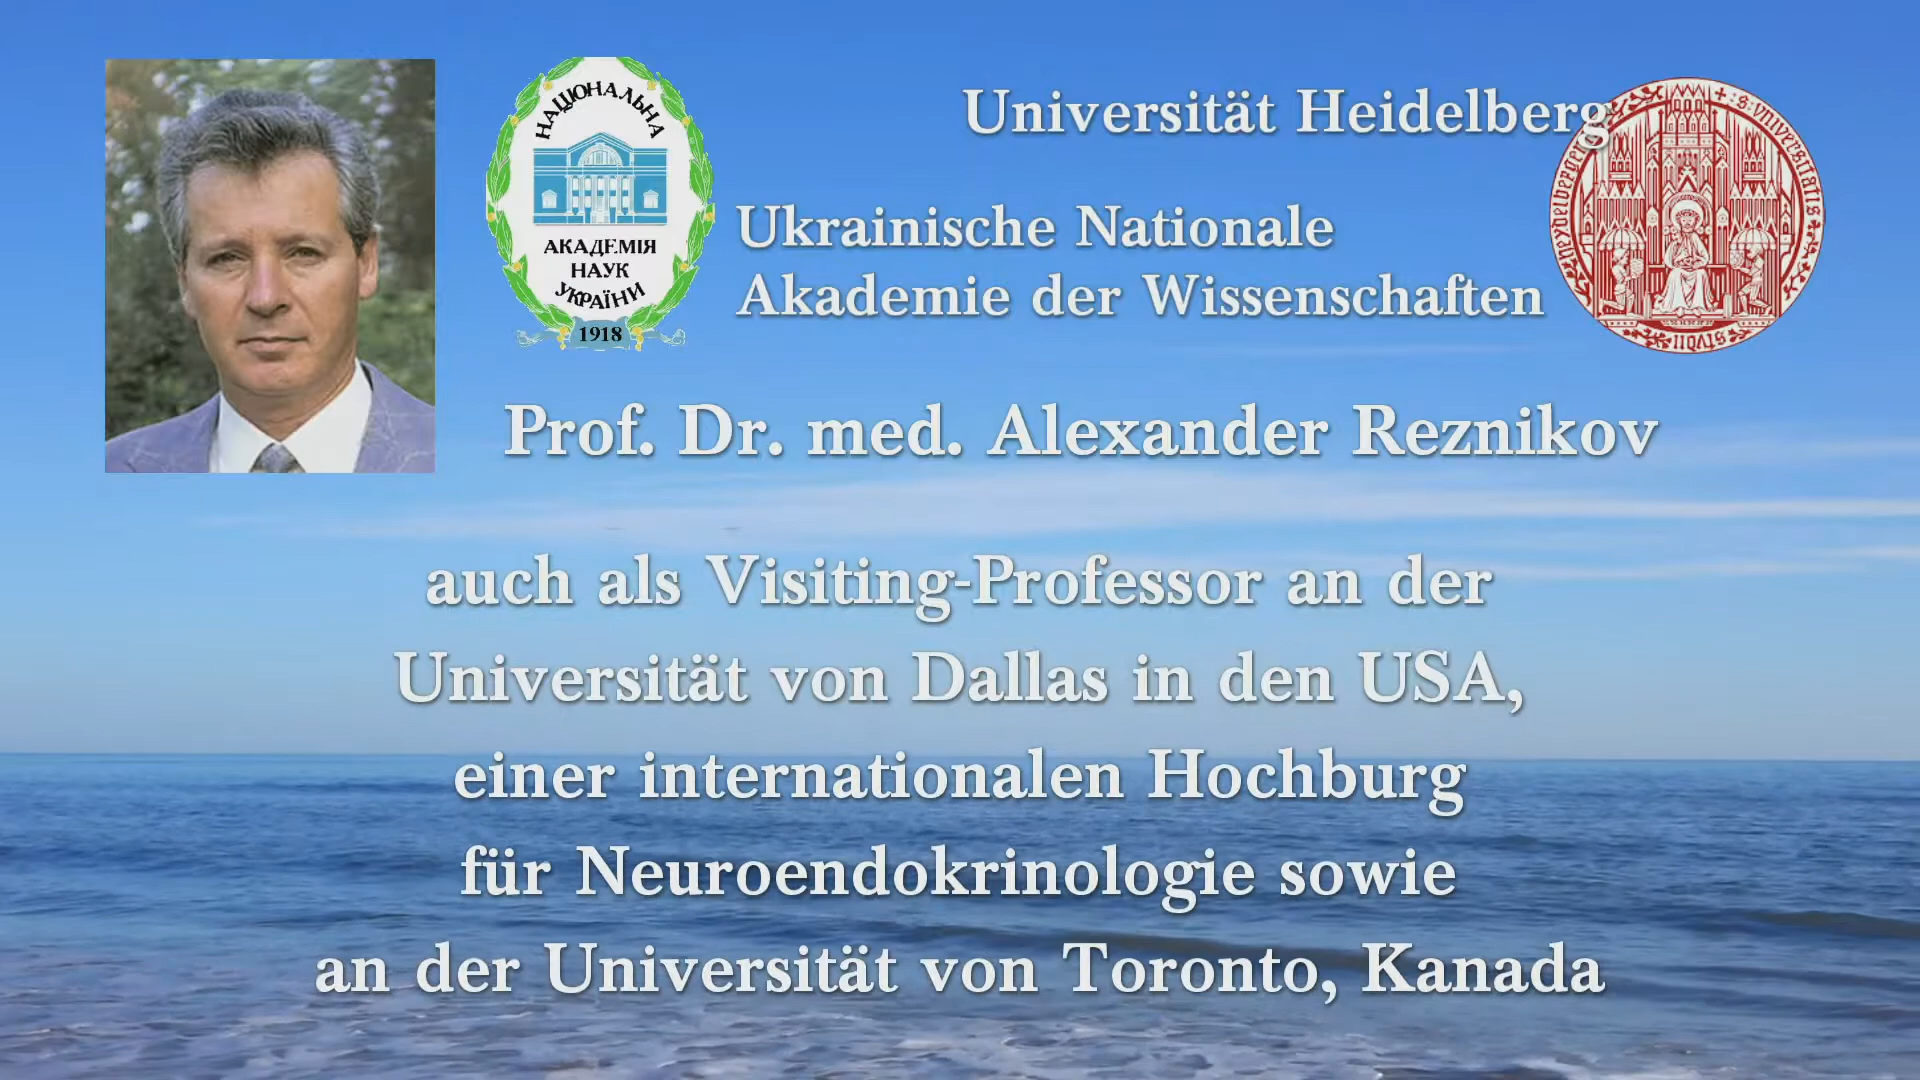 НАЦІОНАЛЬНА
АКАДЕМІЯ
НАУК
УКРАЇНИ
1918
Universität Heidelberg
Ukrainische Nationale
Akademie der Wissenschaften
Prof. Dr. med. Alexander Reznikov
auch als Visiting-Professor an der
Universität von Dallas in den USA,
einer internationalen Hochburg
für Neuroendokrinologie sowie
an der Universität von Toronto, Kanada